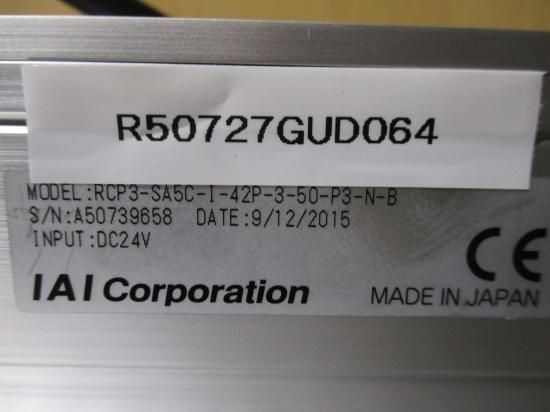 R50727GUD064
MODEL:RCP3-SA5C-I-42P-3-50-P3-N-B
S/N:A50739658 DATE:9/12/2015
INPUT:DC24V
CE
IAI Corporation MADE IN JAPAN